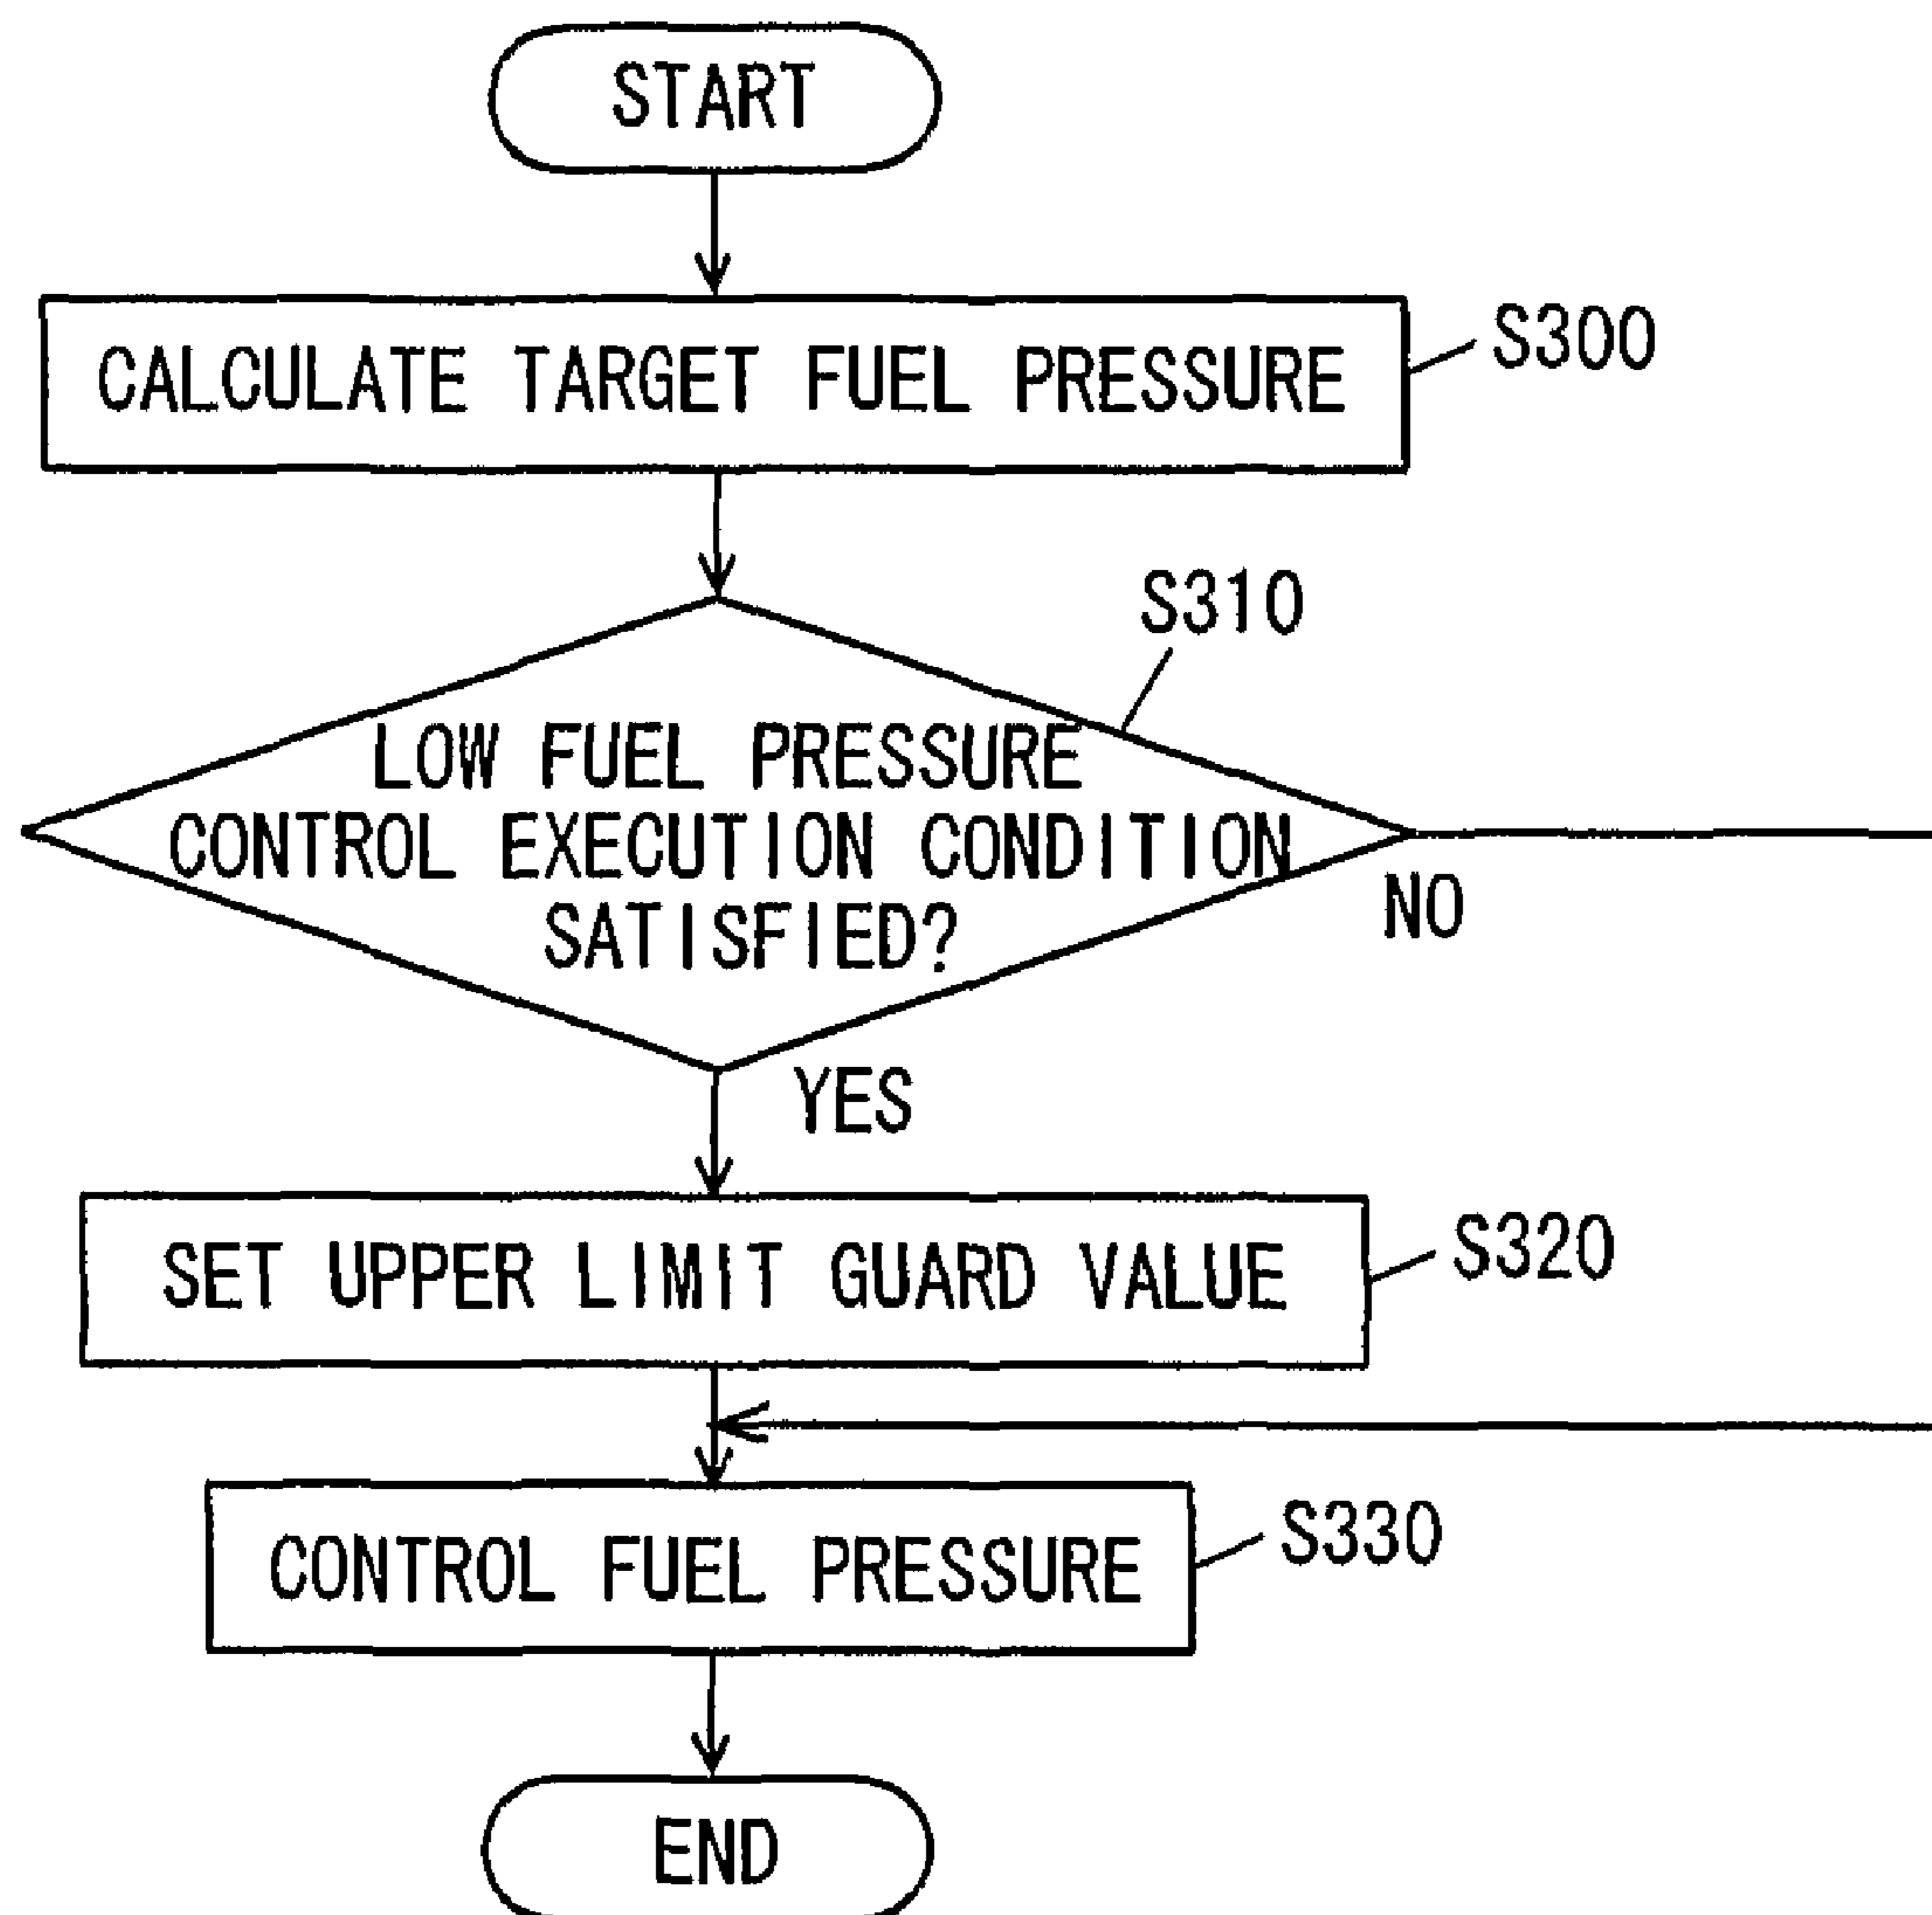 START
CALCULATE TARGET FUEL PRESSURE
S300
S310
LOW FUEL PRESSURE
CONTROL EXECUTION CONDITION
SATISFIED?
NO
YES
SET UPPER LIMIT GUARD VALUE
S320
CONTROL FUEL PRESSURE
S330
END